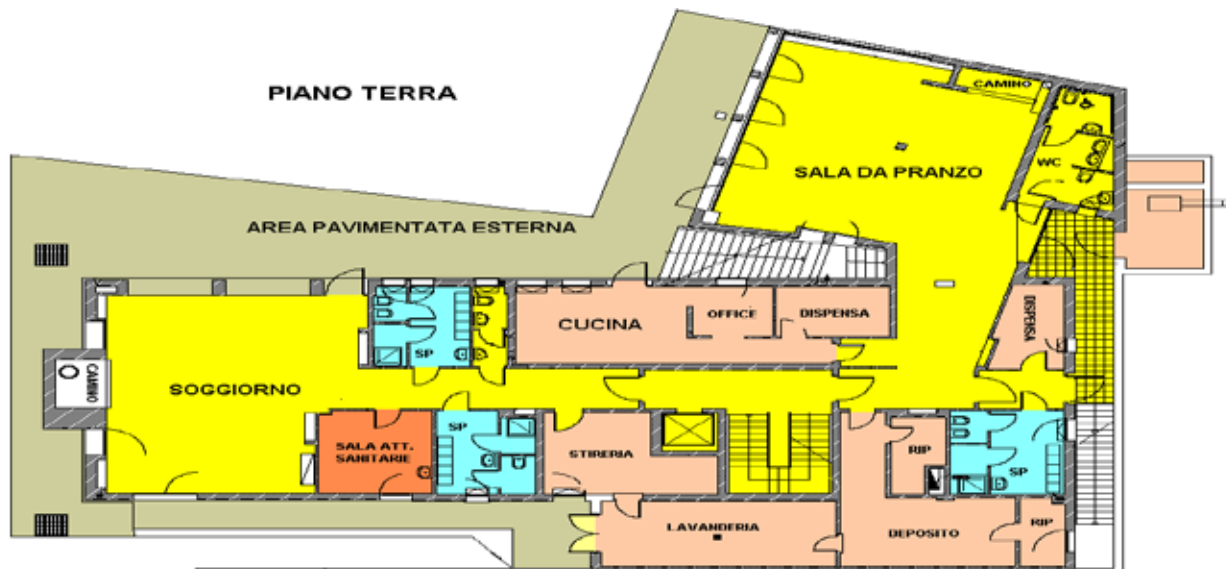 PIANO TERRA
CAMINO
WC
SALA DA PRANZO
AREA PAVIMENTATA ESTERNA
CUCINA
OFFICE
DISPENSA
DISPENSA
SP
CAMINO
SOGGIORNO
SALA ATT.
SANITARIE
SP
STIRERIA
RIP
SP
LAVANDERIA
DEPOSITO
RIP